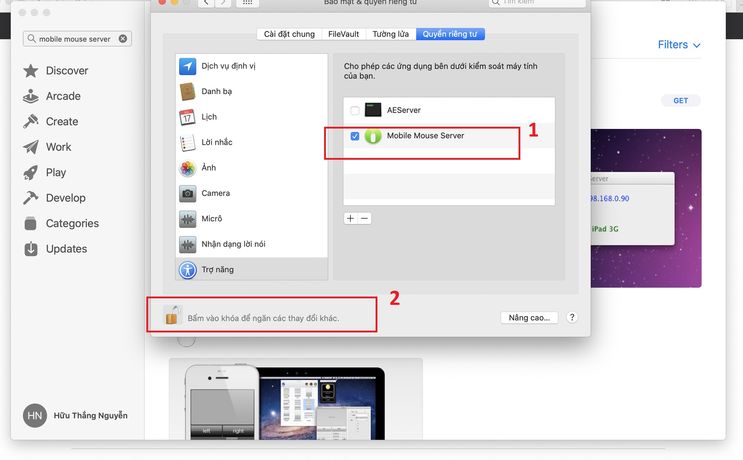 Bảo mật & quyền riêng tư
Tìm kiếm
mobile mouse server
Discover
Arcade
Create
Work
Play
Develop
Categories
Updates
HN
Hữu Thắng Nguyễn
Cài đặt chung
FileVault
Tường lửa
Quyền riêng tư
Dịch vụ định vị
Danh bạ
Lịch
17
Lời nhắc
Ảnh
Camera
Micrô
Nhận dạng lời nói
Trợ năng
Cho phép các ứng dụng bên dưới kiểm soát máy tính
của bạn.
AEServer
Mobile Mouse Server
1
+ −
2
Bấm vào khóa để ngăn các thay đổi khác.
Nâng cao...
?
Filters
GET
Server
98.168.0.90
iPad 3G
left
right